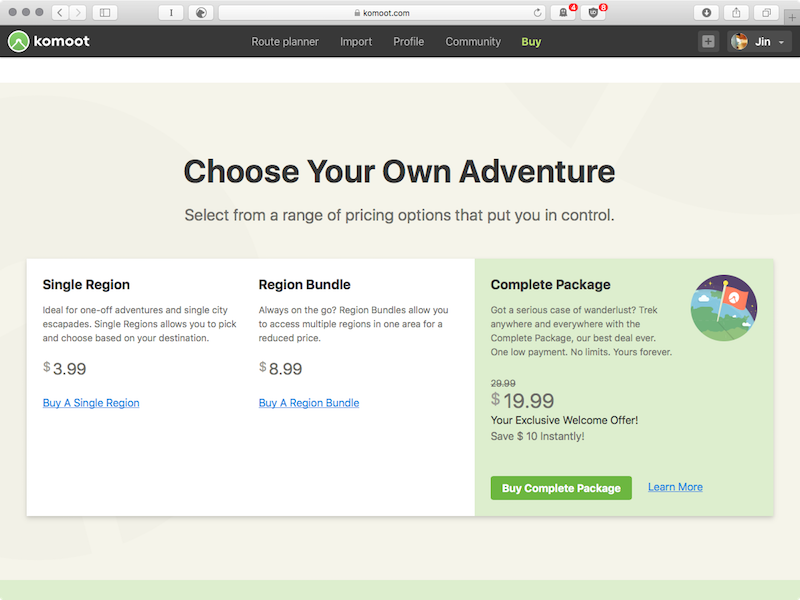 komoot.com
4
6
komoot
Route planner Import Profile Community Buy
Jin
Choose Your Own Adventure
Select from a range of pricing options that put you in control.
Single Region
Ideal for one-off adventures and single city
escapades. Single Regions allows you to pick
and choose based on your destination.
$3.99
Buy A Single Region
Region Bundle
Always on the go? Region Bundles allow you
to access multiple regions in one area for a
reduced price.
$8.99
Buy A Region Bundle
Complete Package
Got a serious case of wanderlust? Trek
anywhere and everywhere with the
Complete Package, our best deal ever.
One low payment. No limits. Yours forever.
29.99
$19.99
Your Exclusive Welcome Offer!
Save $ 10 Instantly!
Buy Complete Package Learn More